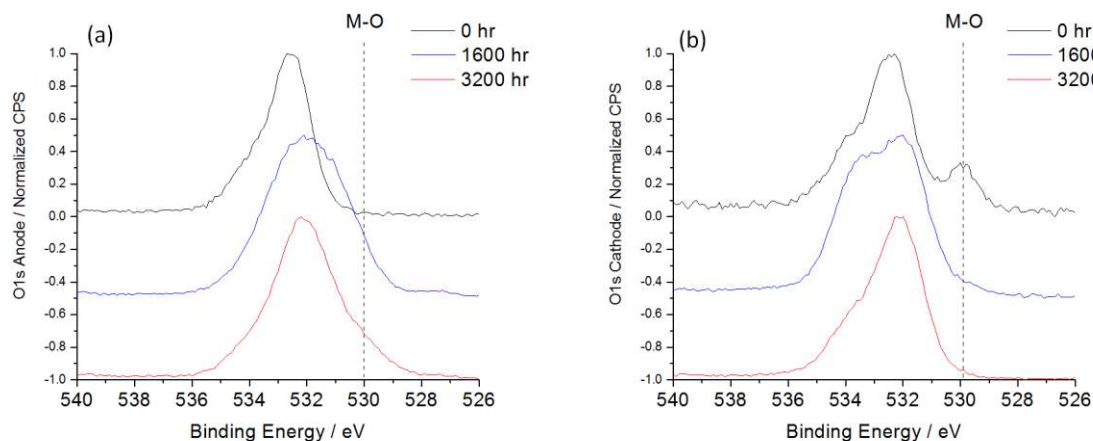 (a)
M-O
0 hr
1600 hr
3200 hr
O1s Anode / Normalized CPS
1.0
0.8
0.6
0.4
0.2
0.0
-0.2
-0.4
-0.6
-0.8
-1.0
540 538 536 534 532 530 528 526
Binding Energy / eV
(b)
M-O
0 hr
1600
3200
O1s Cathode / Normalized CPS
1.0
0.8
0.6
0.4
0.2
0.0
-0.2
-0.4
-0.6
-0.8
-1.0
540 538 536 534 532 530 528 526
Binding Energy / eV